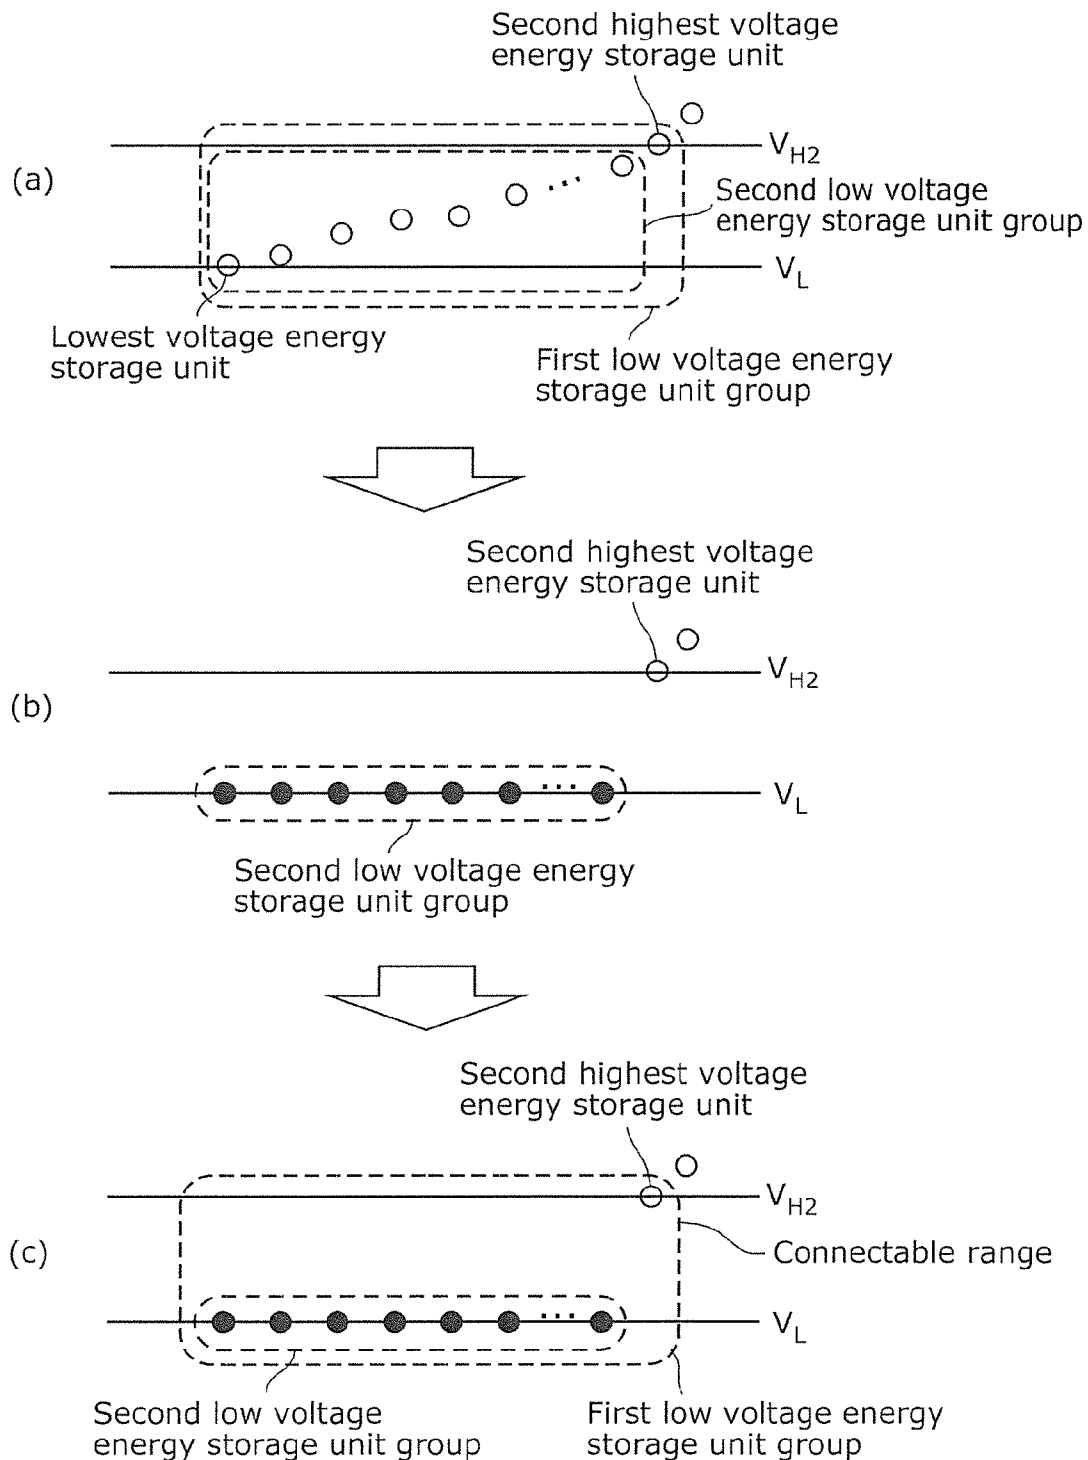 Second highest voltage
energy storage unit
V_H2
(a)
Second low voltage
energy storage unit group
V_L
Lowest voltage energy
storage unit
First low voltage energy
storage unit group
Second highest voltage
energy storage unit
V_H2
(b)
V_L
Second low voltage energy
storage unit group
Second highest voltage
energy storage unit
V_H2
(c)
Connectable range
V_L
Second low voltage
energy storage unit group
First low voltage energy
storage unit group